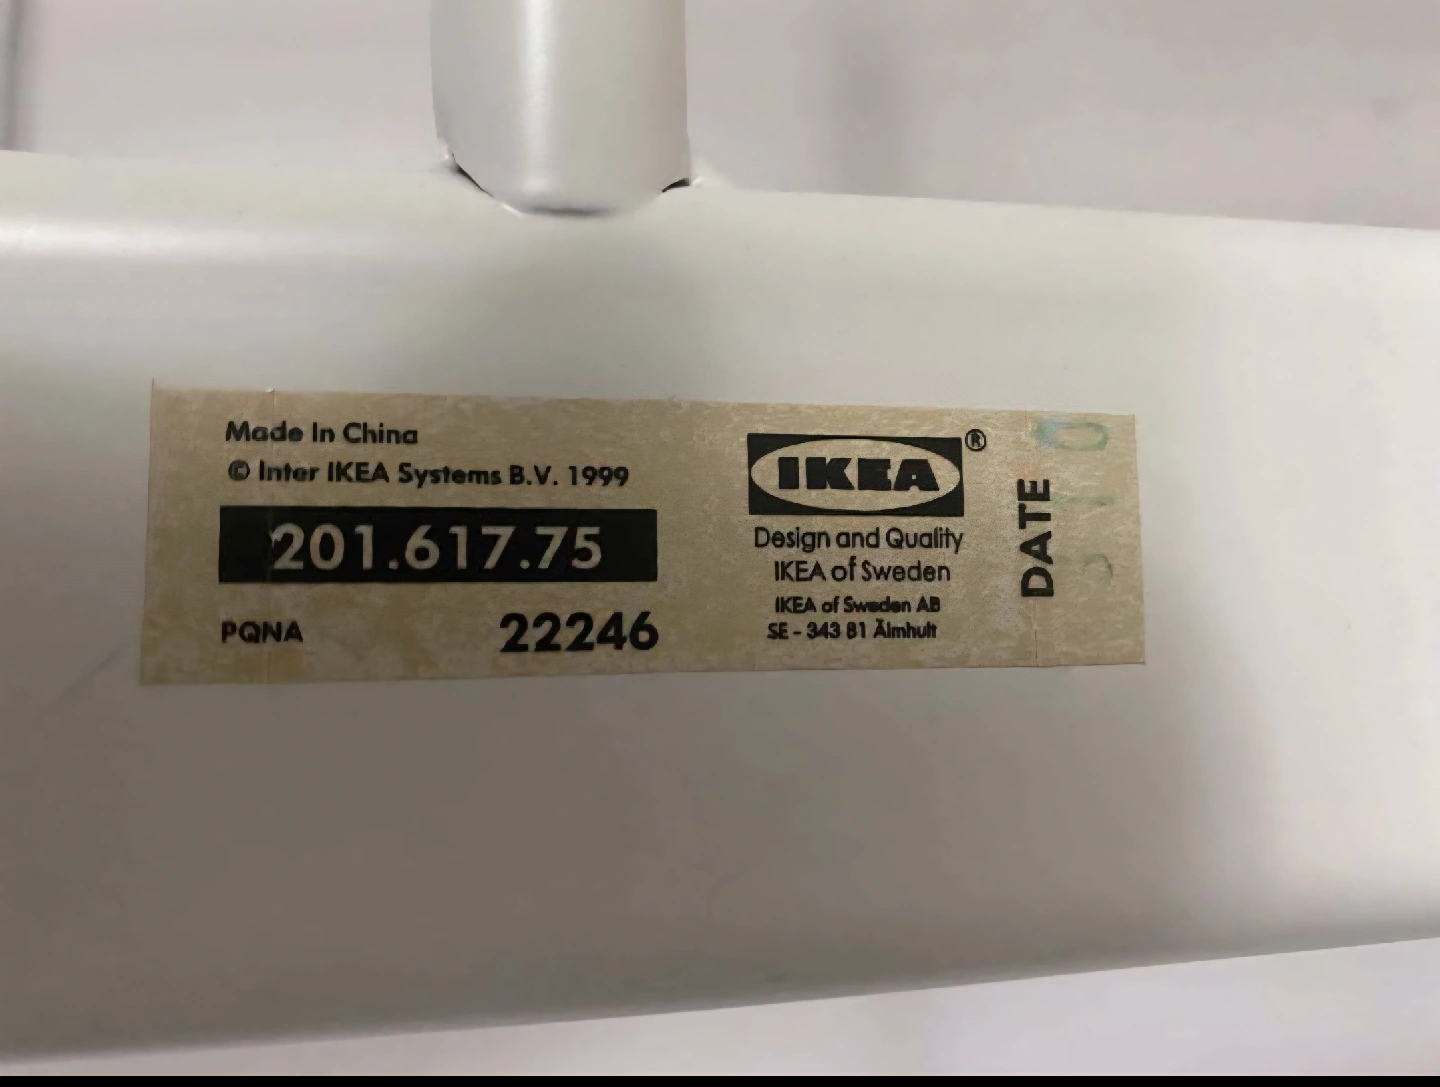 Made In China
© Inter IKEA Systems B.V. 1999
201.617.75
PQNA 22246
IKEA®
Design and Quality
IKEA of Sweden
IKEA of Sweden AB
SE - 343 81 Älmhult
DATE